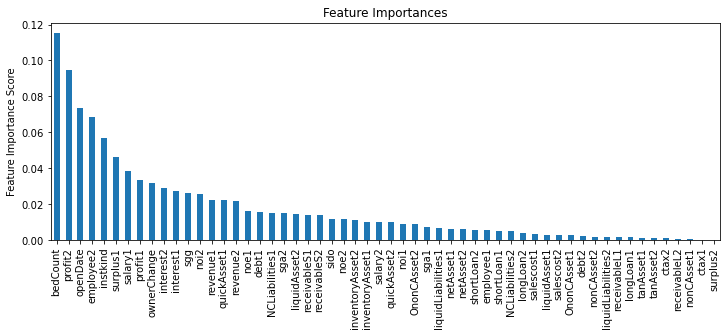 Feature Importances
Feature Importance Score
0.12
0.10
0.08
0.06
0.04
0.02
0.00
bedCount
profit2
openDate
employee2
instkind
surplus1
salary1
profit1
ownerChange
interest2
interest1
sgg
noi2
revenue1
quickAsset1
revenue2
noe1
debt1
NCLiabilities1
sga2
liquidAsset2
receivableS1
receivableS2
sido
noe2
inventoryAsset2
inventoryAsset1
salary2
quickAsset2
noi1
OnonCAsset2
sga1
liquidLiabilities1
netAsset1
netAsset2
shortLoan2
employee1
shortLoan1
NCLiabilities2
longLoan2
salescost1
liquidAsset1
salescost2
OnonCAsset1
debt2
nonCAsset2
liquidLiabilities2
receivableL1
longLoan1
tanAsset1
tanAsset2
ctax2
receivableL2
nonCAsset1
ctax1
surplus2